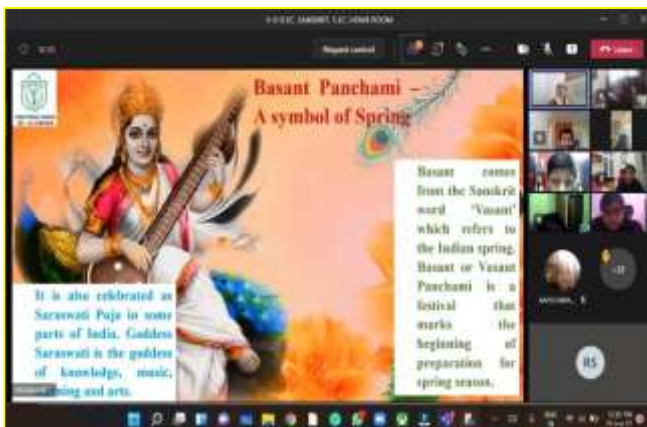 Request control
Leave
Basant Panchami –
A symbol of Spring
Basant comes
from the Sanskrit
word 'Vasant'
which refers to
the Indian spring.
Basant or Vasant
Panchami is a
festival that
marks the
beginning of
preparation for
spring season.
It is also celebrated as
Saraswati Puja in some
parts of India. Goddess
Saraswati is the goddess
of knowledge, music,
learning and arts.
RS